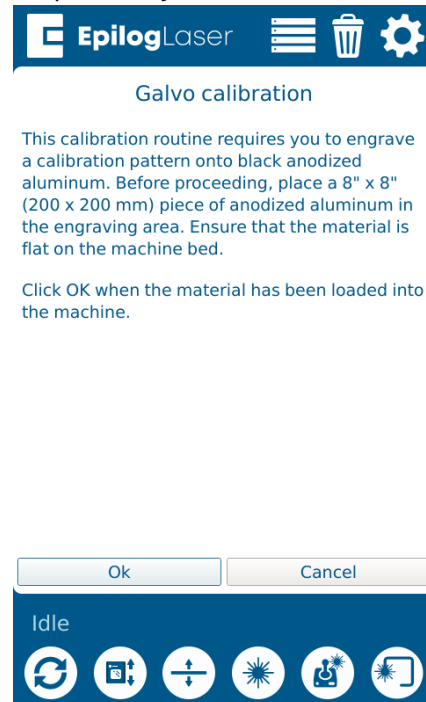 EpilogLaser
Galvo calibration
This calibration routine requires you to engrave
a calibration pattern onto black anodized
aluminum. Before proceeding, place a 8" x 8"
(200 x 200 mm) piece of anodized aluminum in
the engraving area. Ensure that the material is
flat on the machine bed.
Click OK when the material has been loaded into
the machine.
Ok
Cancel
Idle